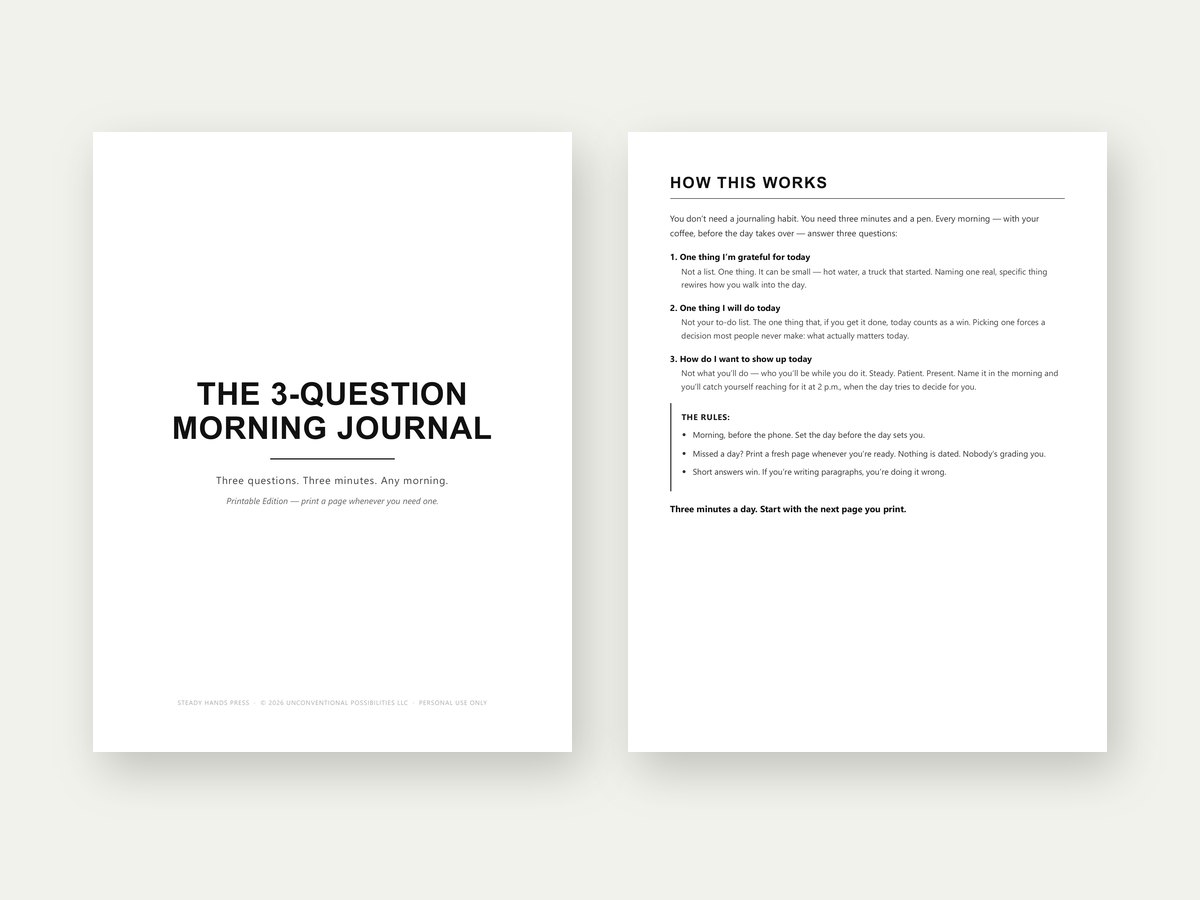 THE 3-QUESTION
MORNING JOURNAL
Three questions. Three minutes. Any morning.
Printable Edition — print a page whenever you need one.
STEADY HANDS PRESS · © 2026 UNCONVENTIONAL POSSIBILITIES LLC · PERSONAL USE ONLY
HOW THIS WORKS
You don’t need a journaling habit. You need three minutes and a pen. Every morning — with your
coffee, before the day takes over — answer three questions:
1. One thing I’m grateful for today
Not a list. One thing. It can be small — hot water, a truck that started. Naming one real, specific thing
rewires how you walk into the day.
2. One thing I will do today
Not your to-do list. The one thing that, if you get it done, today counts as a win. Picking one forces a
decision most people never make: what actually matters today.
3. How do I want to show up today
Not what you’ll do — who you’ll be while you do it. Steady. Patient. Present. Name it in the morning and
you’ll catch yourself reaching for it at 2 p.m., when the day tries to decide for you.
THE RULES:
• Morning, before the phone. Set the day before the day sets you.
• Missed a day? Print a fresh page whenever you’re ready. Nothing is dated. Nobody’s grading you.
• Short answers win. If you’re writing paragraphs, you’re doing it wrong.
Three minutes a day. Start with the next page you print.